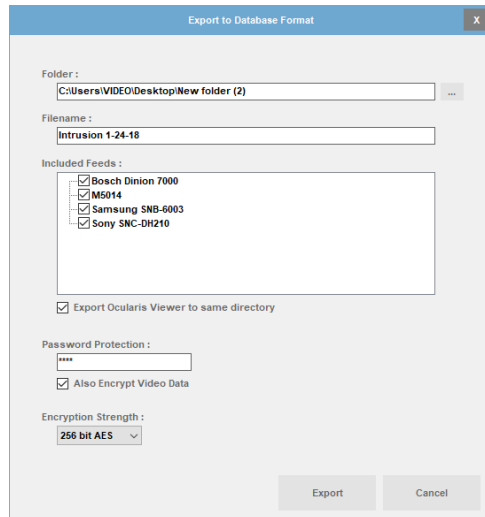 Export to Database Format
X
Folder :
C:\Users\VIDEO\Desktop\New folder (2)
...
Filename :
Intrusion 1-24-18
Included Feeds :
Bosch Dinion 7000
M5014
Samsung SNB-6003
Sony SNC-DH210
Export Ocularis Viewer to same directory
Password Protection :
****
Also Encrypt Video Data
Encryption Strength :
256 bit AES
Export
Cancel